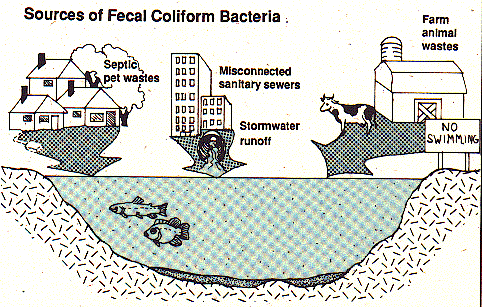 Sources of Fecal Coliform Bacteria
Farm
animal
wastes
Septic,
pet wastes
Misconnected
sanitary sewers
Stormwater
runoff
NO
SWIMMING